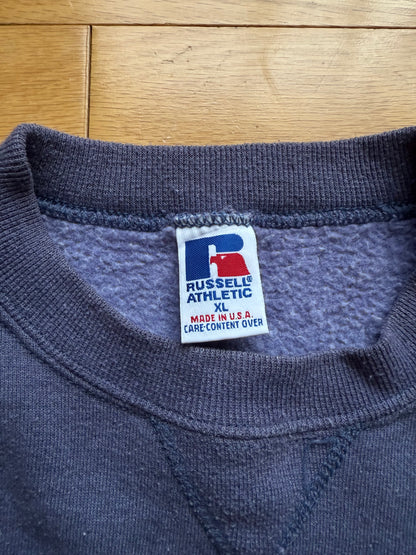 RUSSELL®
ATHLETIC
XL
MADE IN U.S.A.
CARE-CONTENT OVER